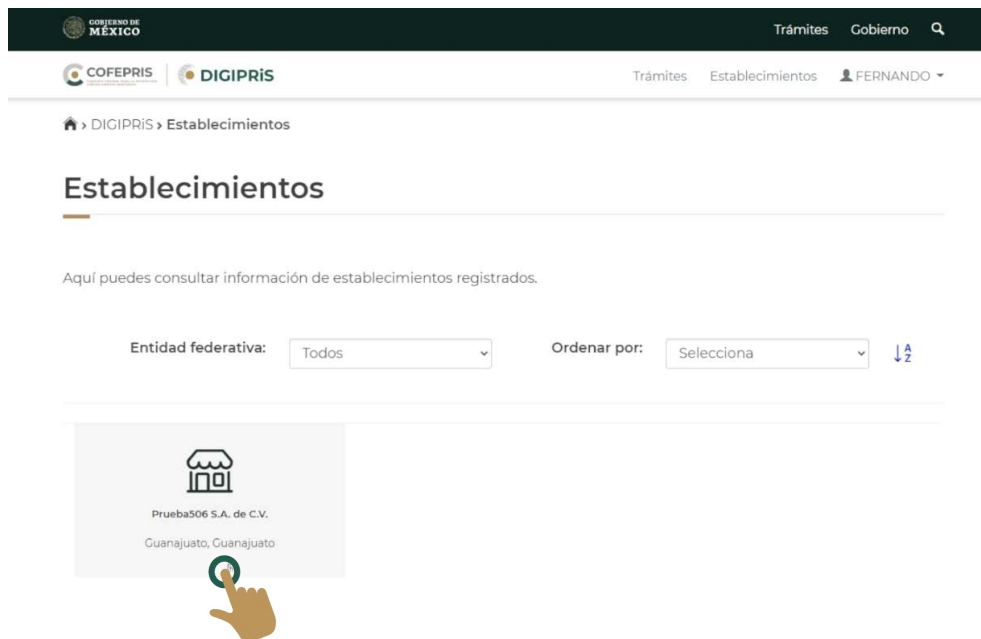 GOBIERNO DE
MÉXICO
Trámites Gobierno
COFEPRIS DIGIPRiS
Trámites Establecimientos FERNANDO
> DIGIPRiS > Establecimientos
Establecimientos
Aquí puedes consultar información de establecimientos registrados.
Entidad federativa: Todos Ordenar por: Selecciona A
Z
Prueba506 S.A. de C.V.
Guanajuato, Guanajuato